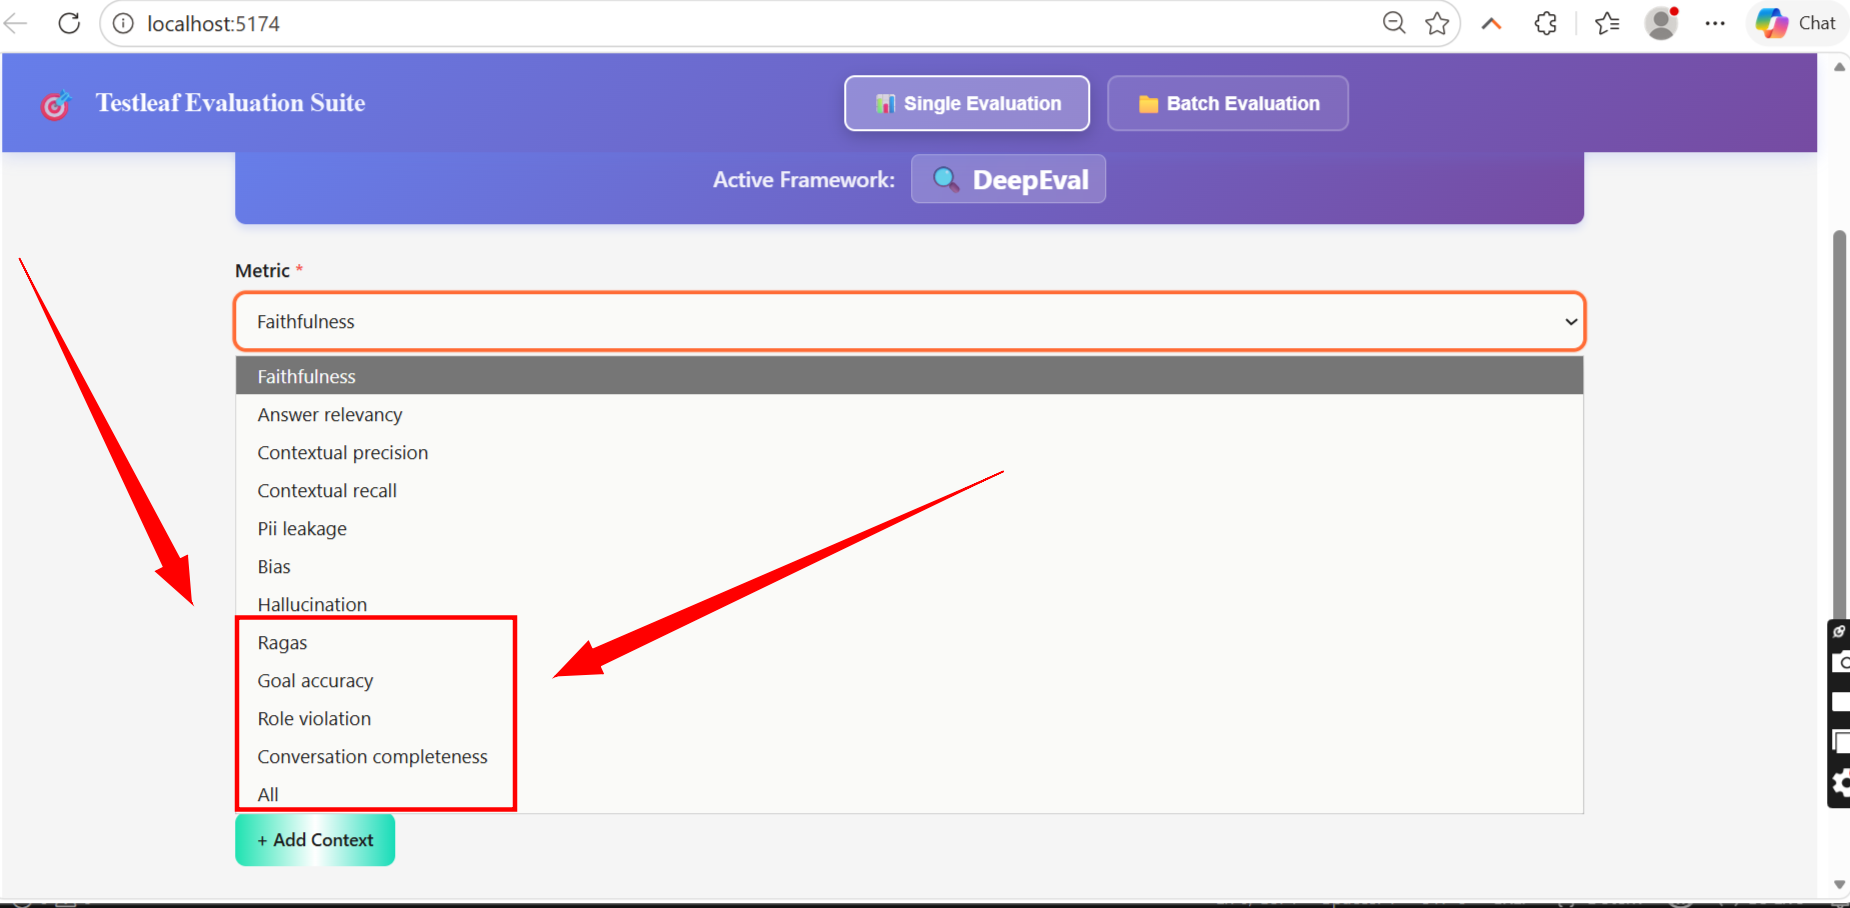 localhost:5174
Chat
Testleaf Evaluation Suite
Single Evaluation
Batch Evaluation
Active Framework:
DeepEval
Metric *
Faithfulness
Faithfulness
Answer relevancy
Contextual precision
Contextual recall
Pii leakage
Bias
Hallucination
Ragas
Goal accuracy
Role violation
Conversation completeness
All
+ Add Context